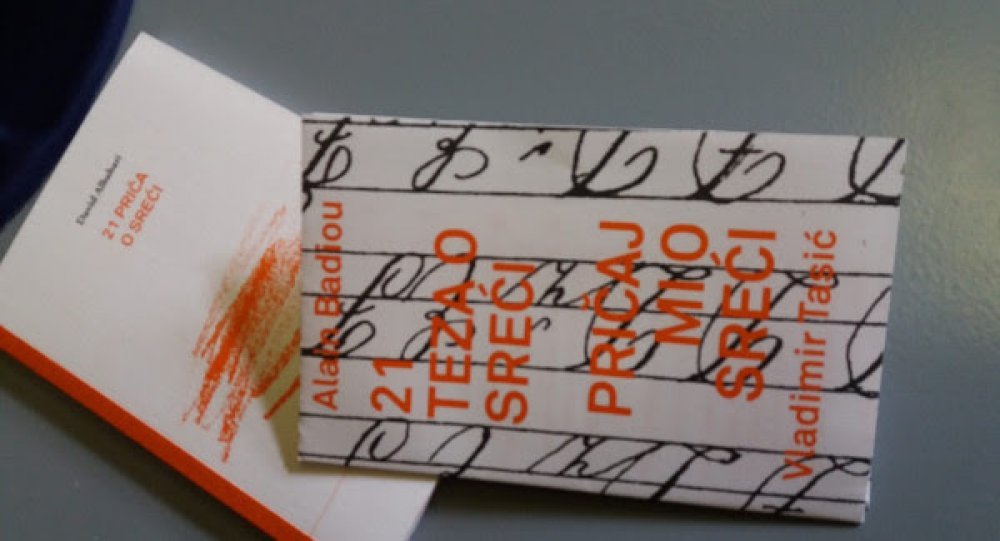 David Albahari
21 PRIČA
O SREĆI
Alain Badiou
21
TEZA O
SREĆI
PRIČAJ
MI O
SREĆI
Vladimir Tasić